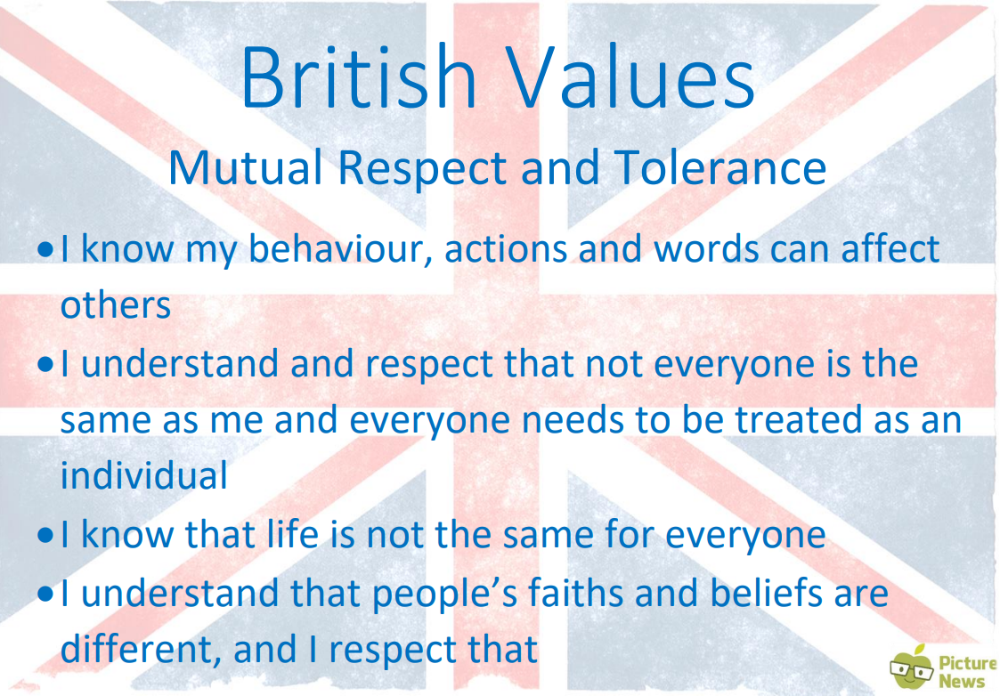 British Values
Mutual Respect and Tolerance
•I know my behaviour, actions and words can affect
others
•I understand and respect that not everyone is the
same as me and everyone needs to be treated as an
individual
•I know that life is not the same for everyone
•I understand that people’s faiths and beliefs are
different, and I respect that
Picture
News